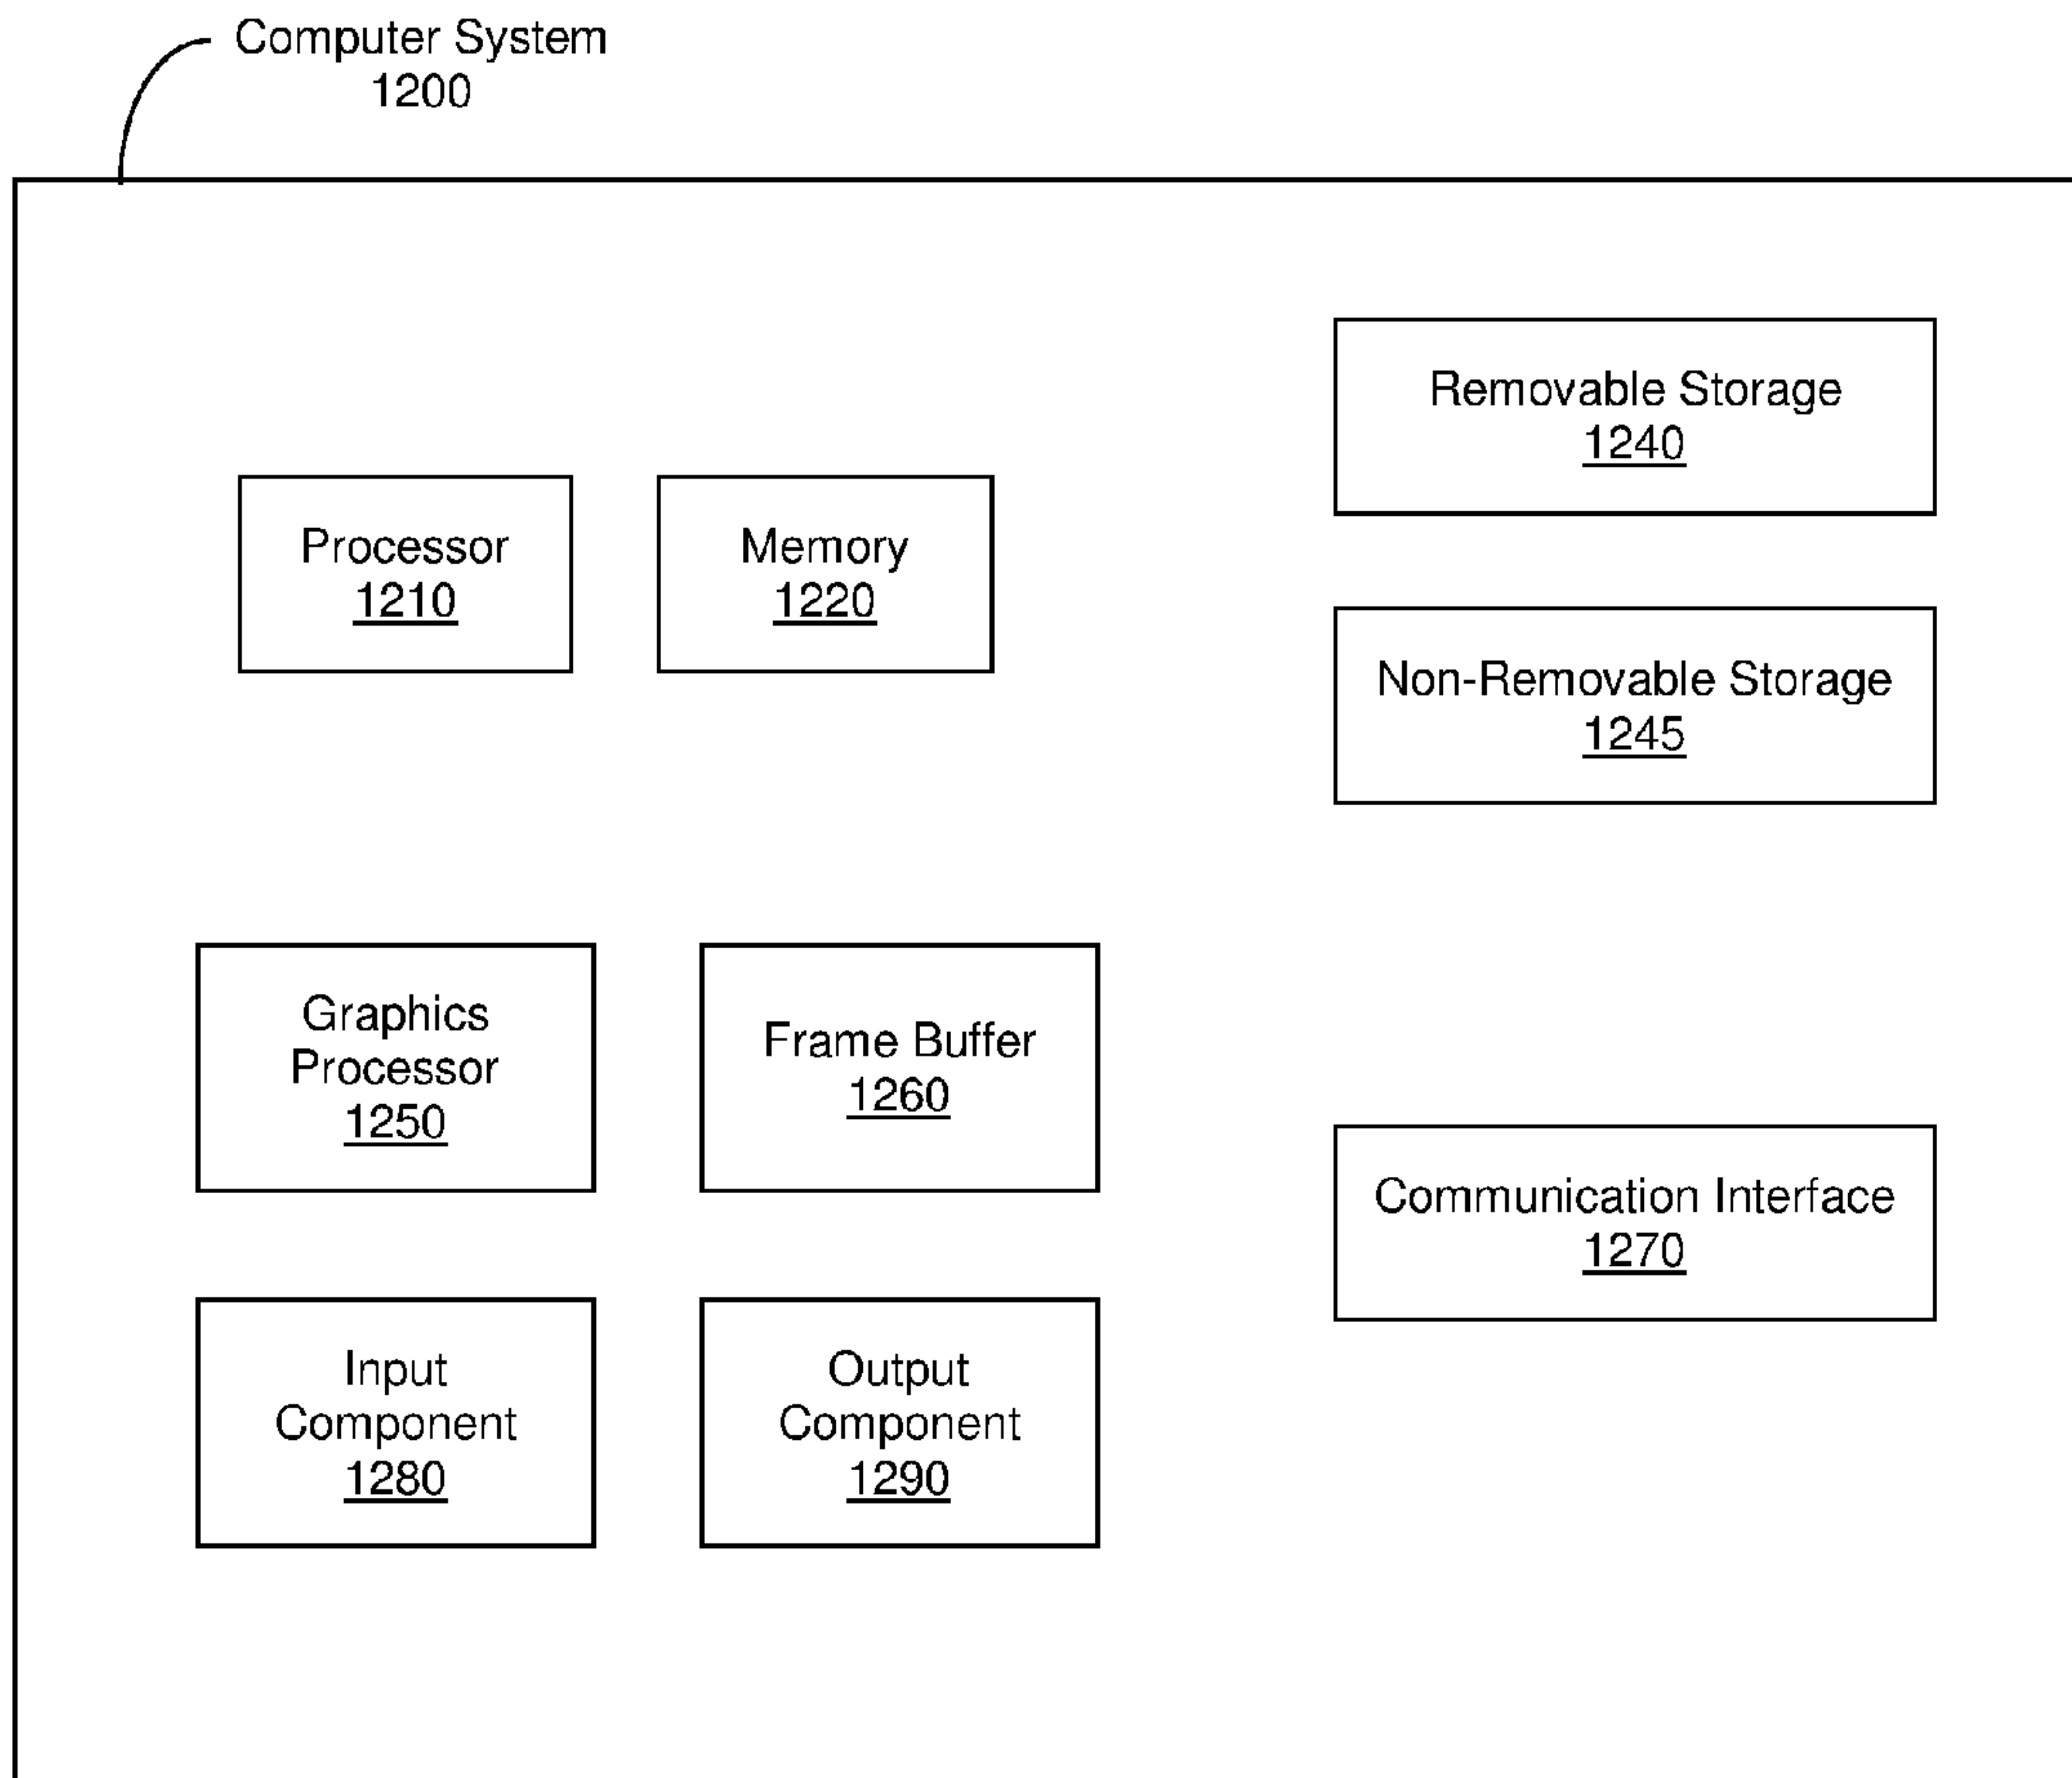 Computer System
1200
Removable Storage
1240
Processor
1210
Memory
1220
Non-Removable Storage
1245
Graphics
Processor
1250
Frame Buffer
1260
Communication Interface
1270
Input
Component
1280
Output
Component
1290